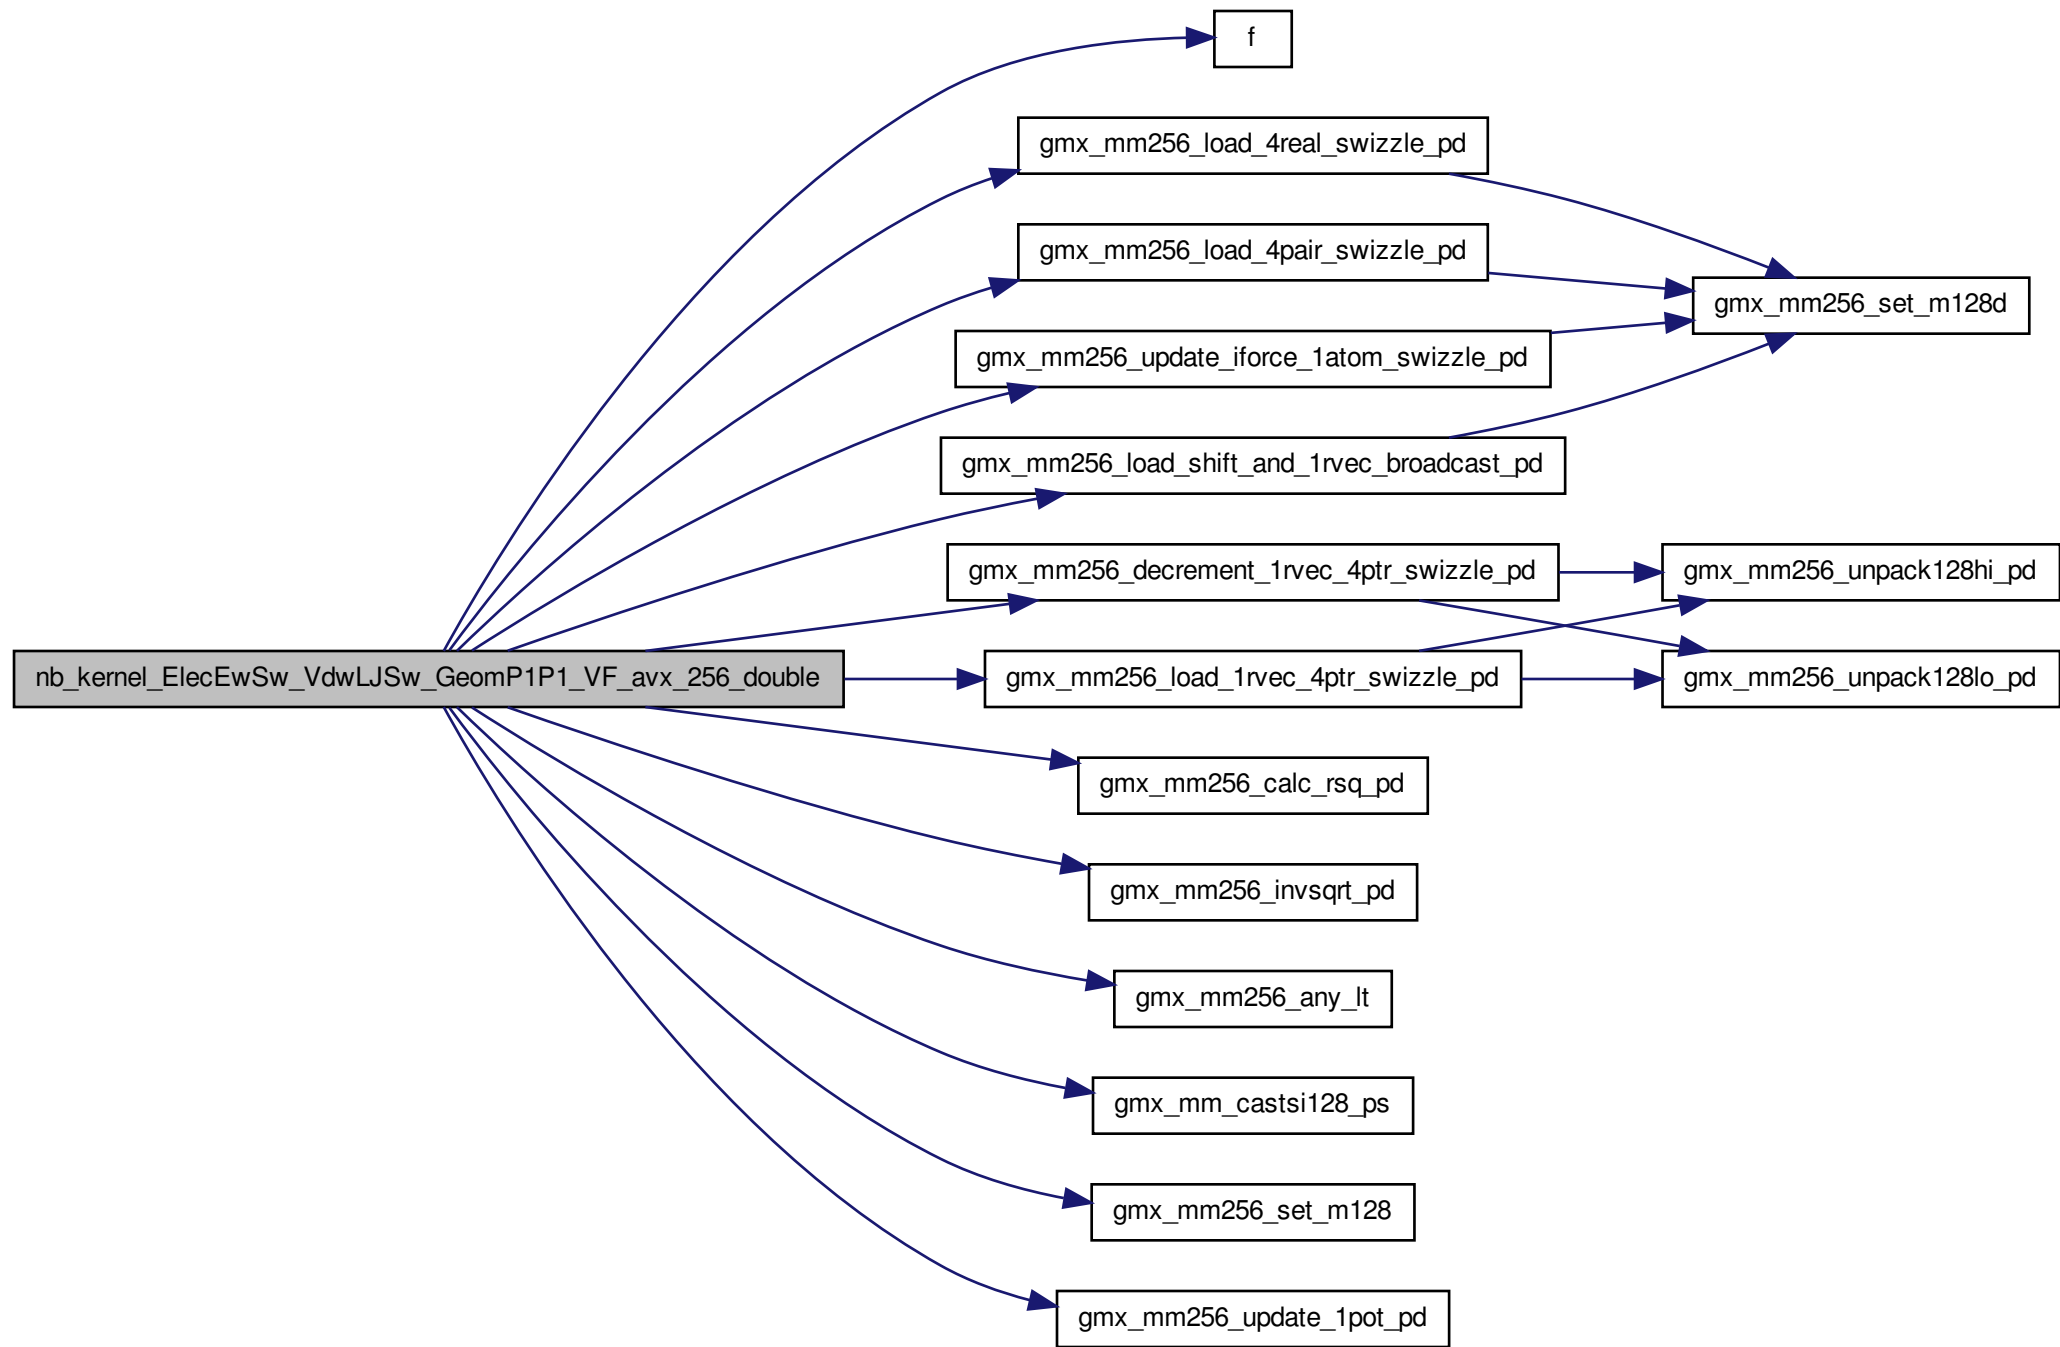 f
gmx_mm256_load_4real_swizzle_pd
gmx_mm256_load_4pair_swizzle_pd
gmx_mm256_set_m128d
gmx_mm256_update_iforce_1atom_swizzle_pd
gmx_mm256_load_shift_and_1rvec_broadcast_pd
gmx_mm256_decrement_1rvec_4ptr_swizzle_pd
gmx_mm256_unpack128hi_pd
nb_kernel_ElecEwSw_VdwLJSw_GeomP1P1_VF_avx_256_double
gmx_mm256_load_1rvec_4ptr_swizzle_pd
gmx_mm256_unpack128lo_pd
gmx_mm256_calc_rsq_pd
gmx_mm256_invsqrt_pd
gmx_mm256_any_lt
gmx_mm_castsi128_ps
gmx_mm256_set_m128
gmx_mm256_update_1pot_pd